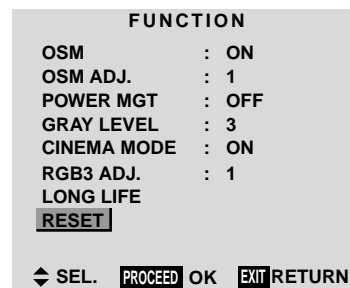 FUNCTION
OSM : ON
OSM ADJ. : 1
POWER MGT : OFF
GRAY LEVEL : 3
CINEMA MODE : ON
RGB3 ADJ. : 1
LONG LIFE
RESET
SEL. PROCEED OK EXIT RETURN